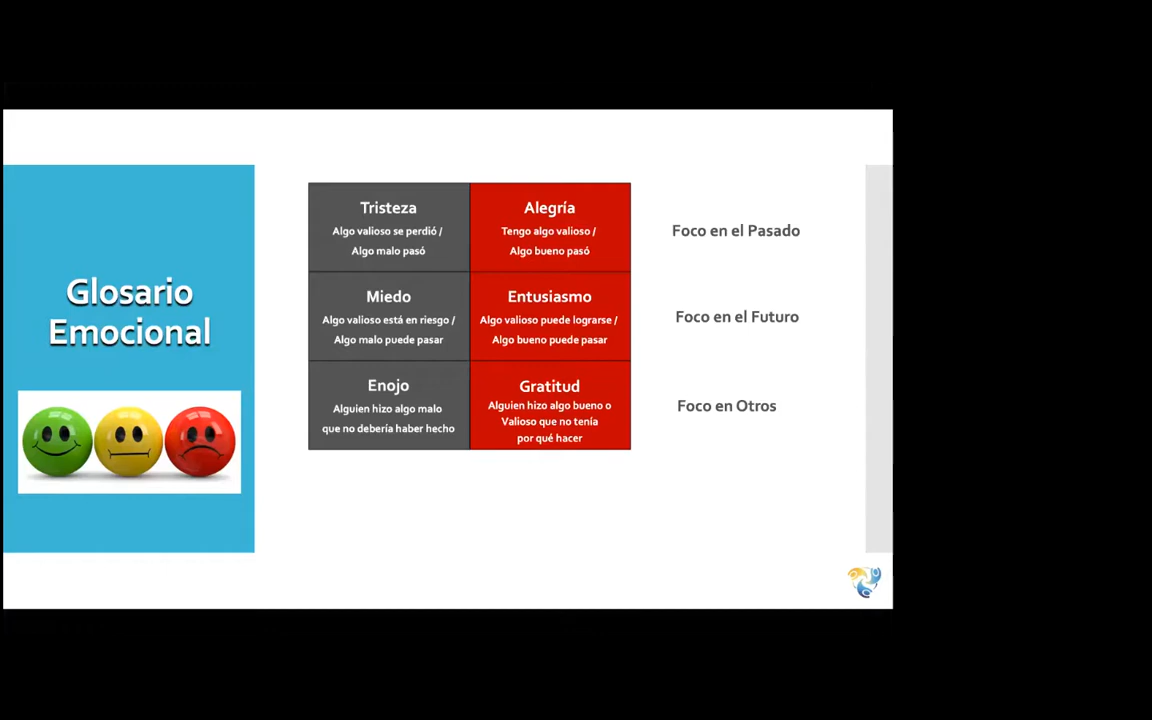 Glosario
Emocional
Tristeza
Algo valioso se perdió /
Algo malo pasó
Alegría
Tengo algo valioso /
Algo bueno pasó
Foco en el Pasado
Miedo
Algo valioso está en riesgo /
Algo malo puede pasar
Entusiasmo
Algo valioso puede lograrse /
Algo bueno puede pasar
Foco en el Futuro
Enojo
Alguien hizo algo malo
que no debería haber hecho
Gratitud
Alguien hizo algo bueno o
Valioso que no tenía
por qué hacer
Foco en Otros